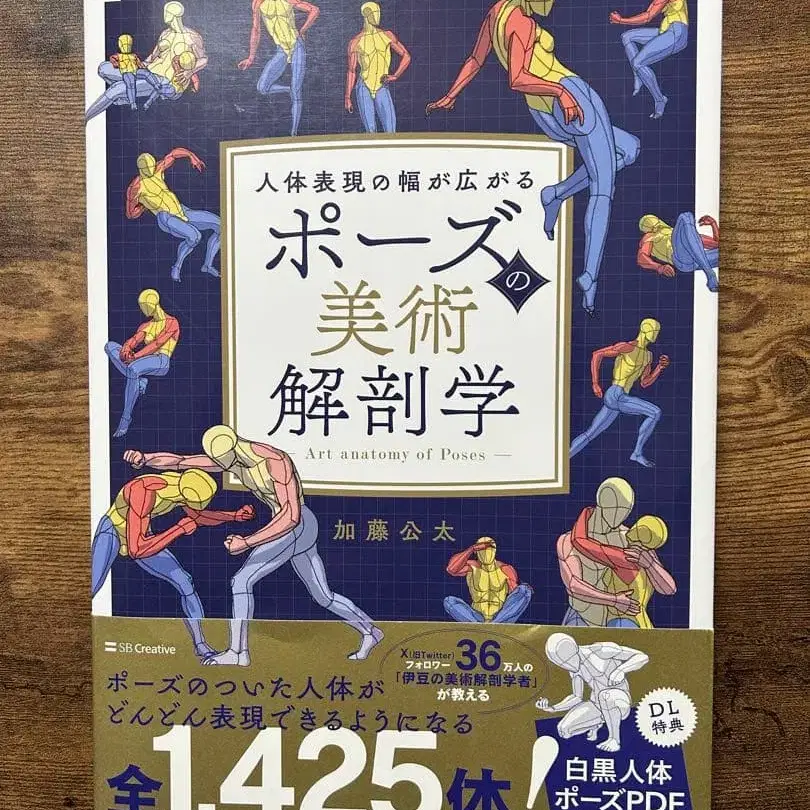 人体表現の幅が広がる
ポーズの
美術
解剖学
Art anatomy of Poses
加藤公太
SB Creative
X(旧Twitter)
フォロワー36万人の
「伊豆の美術解剖学者」
が教える
ポーズのついた人体が
どんどん表現できるようになる
全1,425体!
DL
特典
白黒人体
ポーズPDF